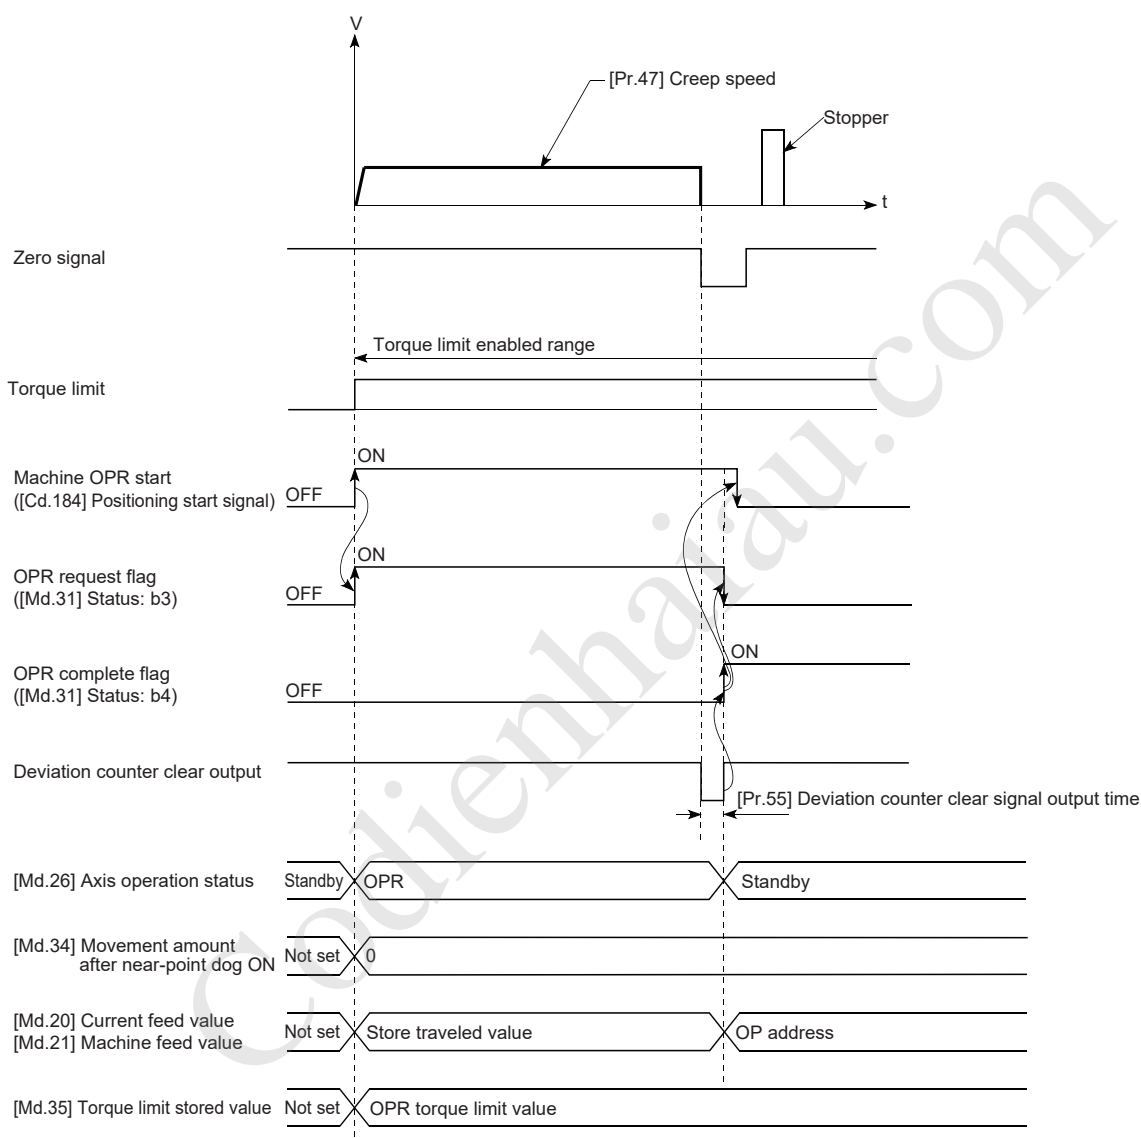 V
[Pr.47] Creep speed
Stopper
t
Zero signal
Torque limit enabled range
Torque limit
ON
Machine OPR start
([Cd.184] Positioning start signal)
OFF
ON
OPR request flag
([Md.31] Status: b3)
OFF
ON
OPR complete flag
([Md.31] Status: b4)
OFF
Deviation counter clear output
[Pr.55] Deviation counter clear signal output time
[Md.26] Axis operation status Standby OPR Standby
[Md.34] Movement amount
after near-point dog ON
Not set 0
[Md.20] Current feed value
[Md.21] Machine feed value
Not set Store traveled value OP address
[Md.35] Torque limit stored value Not set OPR torque limit value
Codienhaiau.com